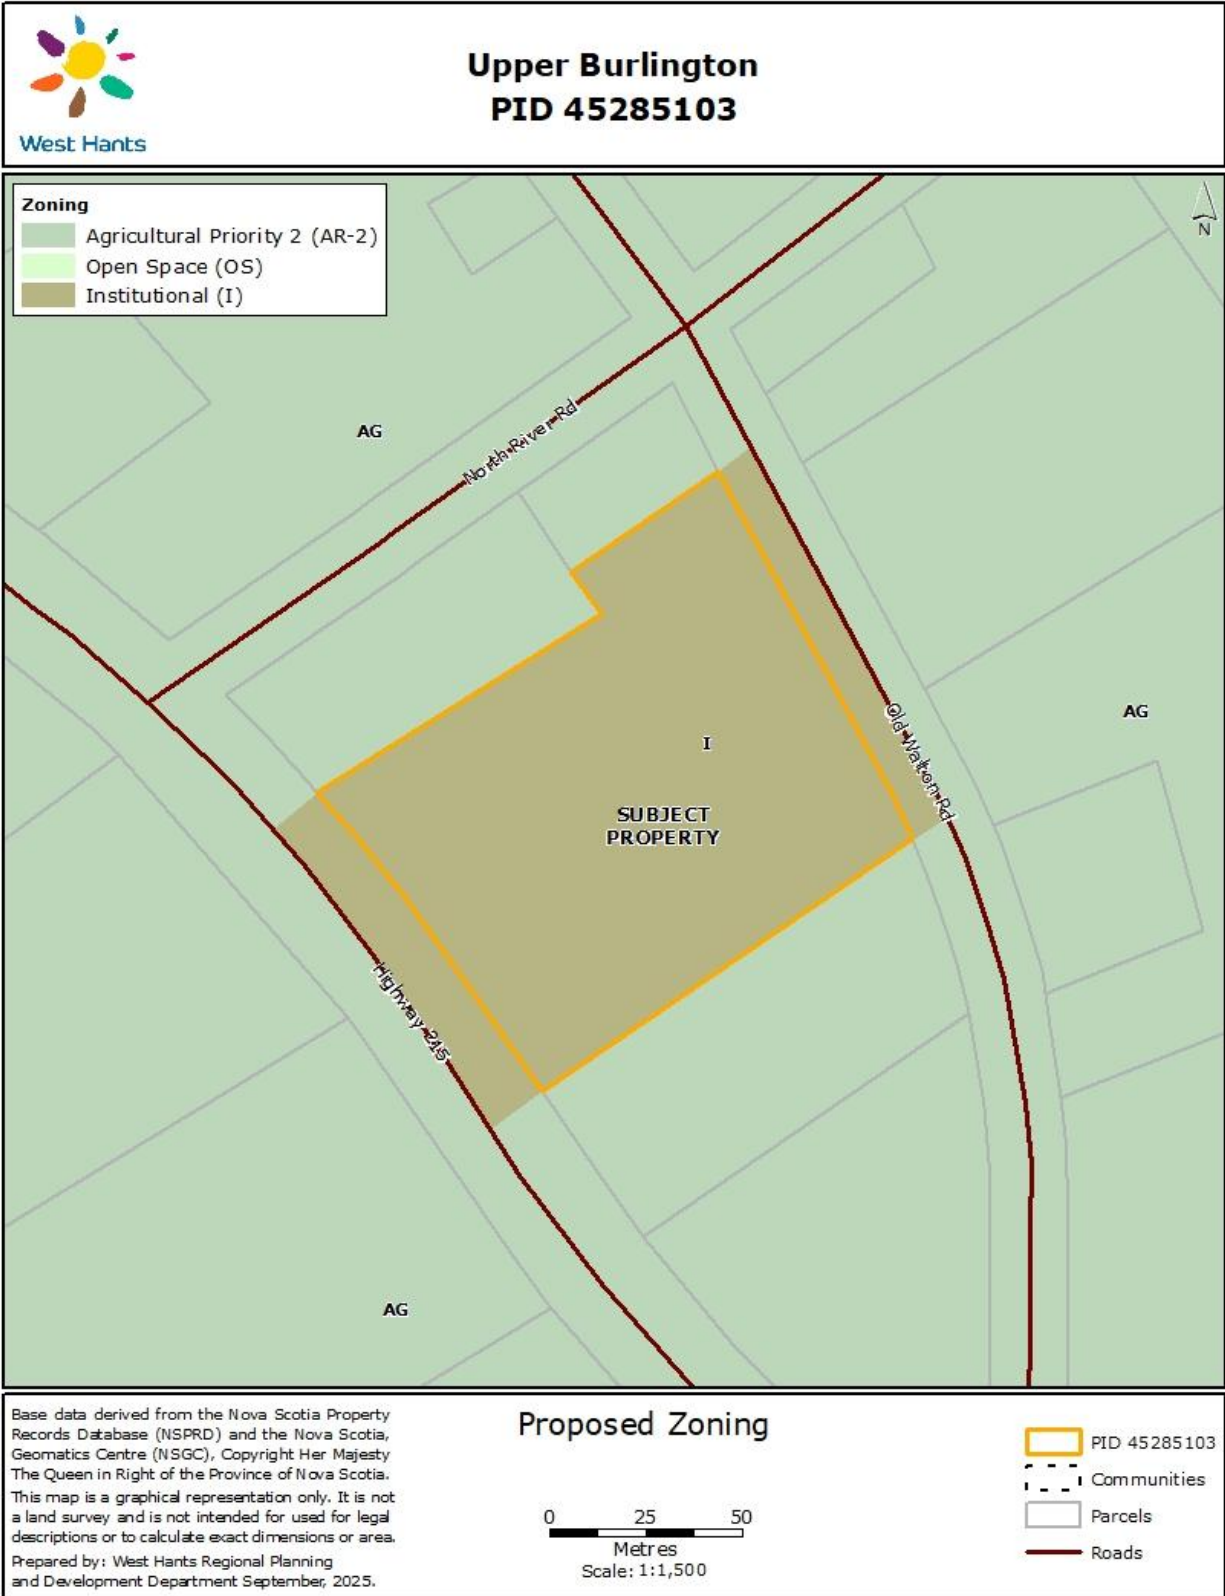 West Hants
Upper Burlington
PID 45285103
Zoning
Agricultural Priority 2 (AR-2)
Open Space (OS)
Institutional (I)
N
AG
North River Rd
AG
Old Walton Rd
I
SUBJECT
PROPERTY
Highway 215
AG
Base data derived from the Nova Scotia Property
Records Database (NSPRD) and the Nova Scotia,
Geomatics Centre (NSGC), Copyright Her Majesty
The Queen in Right of the Province of Nova Scotia.
This map is a graphical representation only. It is not
a land survey and is not intended for used for legal
descriptions or to calculate exact dimensions or area.
Prepared by: West Hants Regional Planning
and Development Department September, 2025.
Proposed Zoning
0 25 50
Metres
Scale: 1:1,500
PID 45285103
Communities
Parcels
Roads